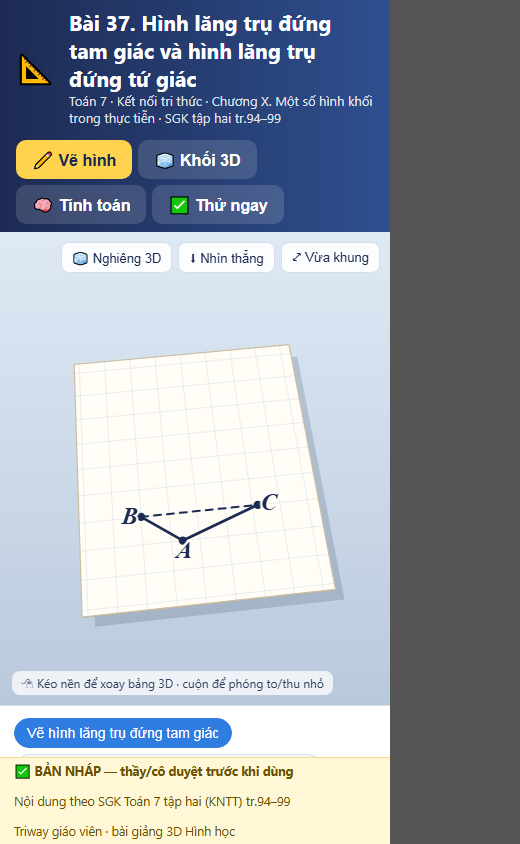 Bài 37. Hình lăng trụ đứng
tam giác và hình lăng trụ
đứng tứ giác
Toán 7 · Kết nối tri thức · Chương X. Một số hình khối
trong thực tiễn · SGK tập hai tr.94–99
Vẽ hình
Khối 3D
Tính toán
Thử ngay
Nghiêng 3D
Nhìn thẳng
Vừa khung
B
C
A
Kéo nền để xoay bảng 3D · cuộn để phóng to/thu nhỏ
Vẽ hình lăng trụ đứng tam giác
BẢN NHÁP — thầy/cô duyệt trước khi dùng
Nội dung theo SGK Toán 7 tập hai (KNTT) tr.94–99
Triway giáo viên · bài giảng 3D Hình học